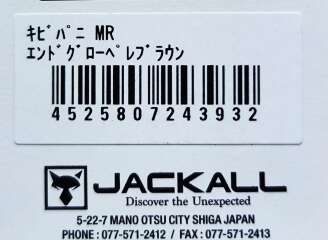 ｷﾋﾞﾊﾟﾆ MR
ｴﾝﾄﾞｸﾞﾛｰﾍﾟﾚﾌﾞﾗｳﾝ
4525807243932
JACKALL
Discover the Unexpected
5-22-7 MANO OTSU CITY SHIGA JAPAN
PHONE : 077-571-2412 / FAX : 077-571-2413